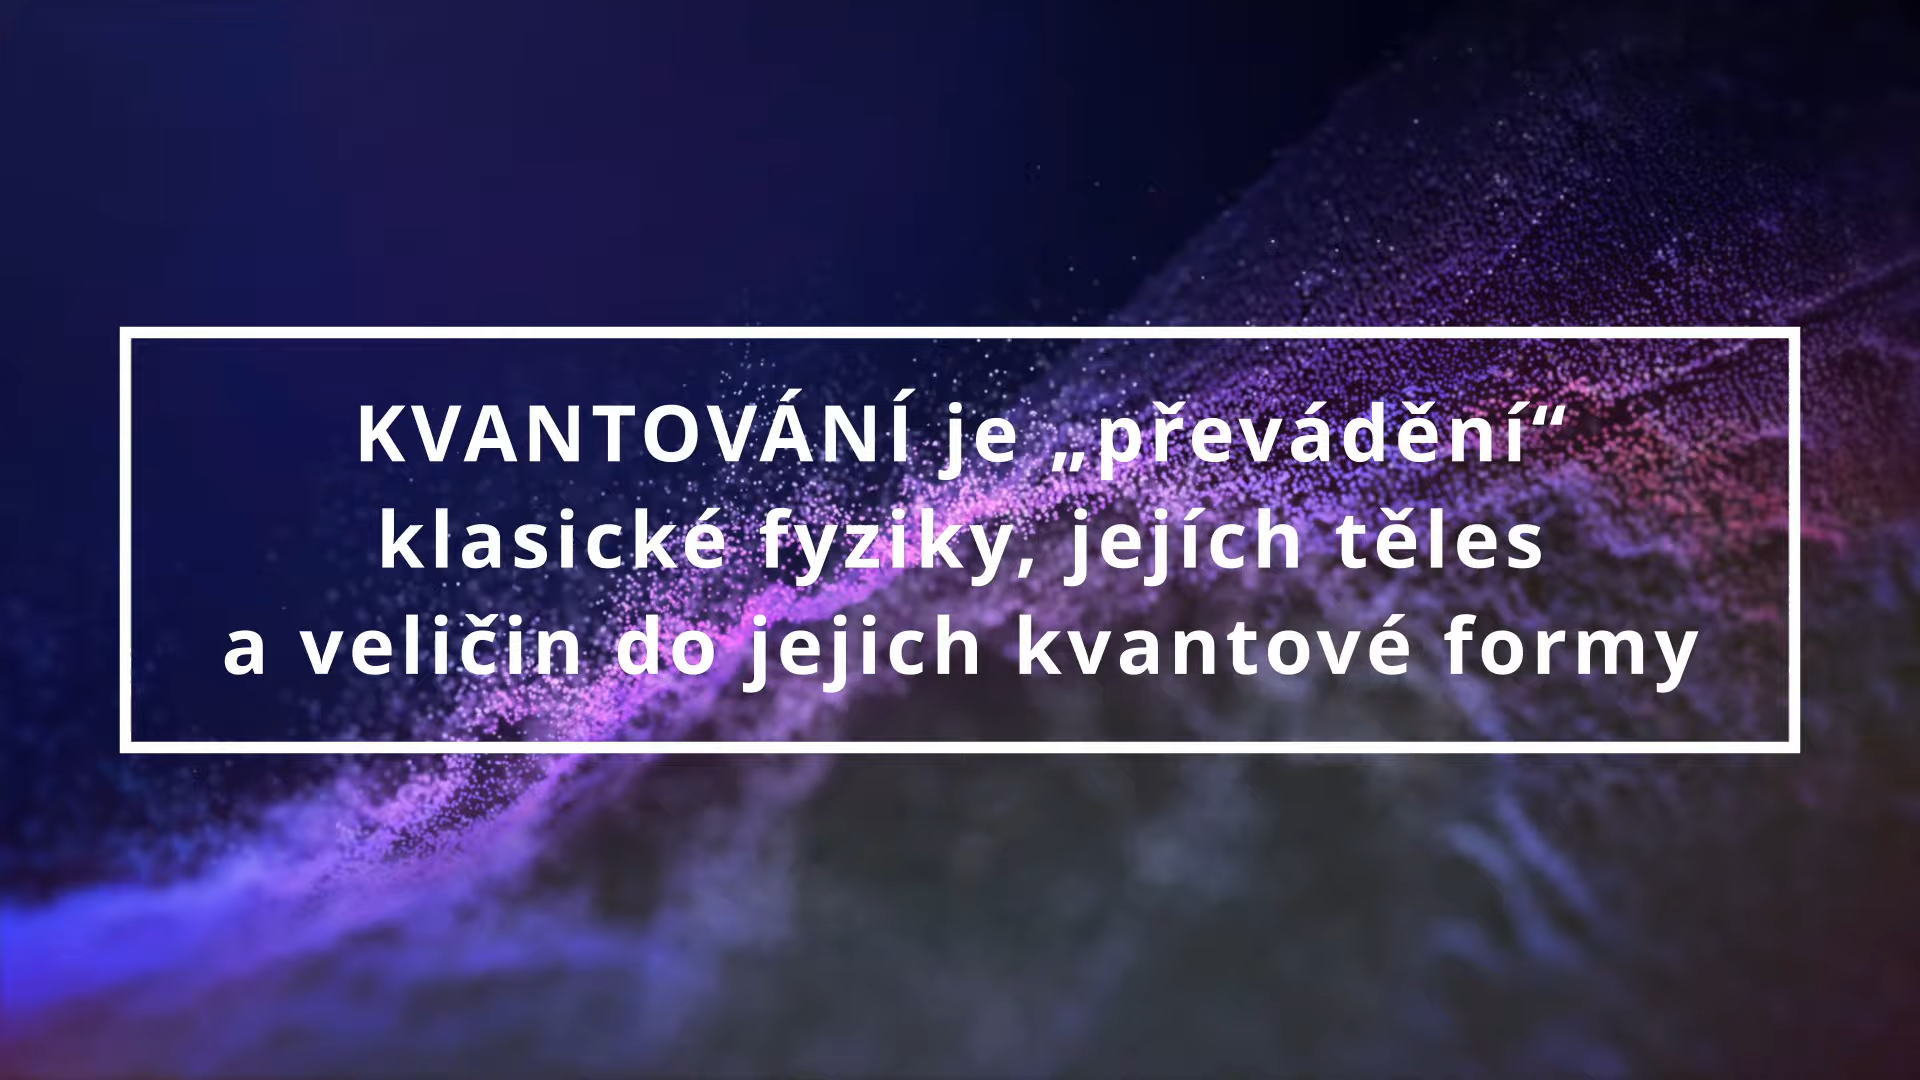 KVANTOVÁNÍ je „převádění“
klasické fyziky, jejích těles
a veličin do jejich kvantové formy